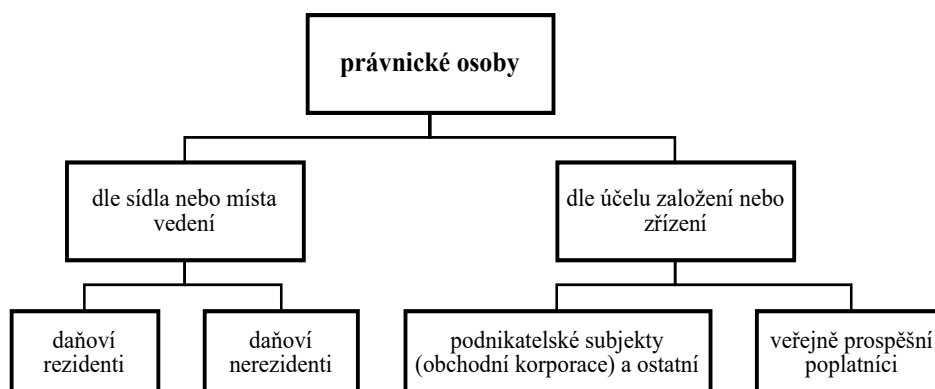 právnické osoby
dle sídla nebo místa
vedení
dle účelu založení nebo
zřízení
daňoví
rezidenti
daňoví
nerezidenti
podnikatelské subjekty
(obchodní korporace) a ostatní
veřejně prospěšní
poplatníci